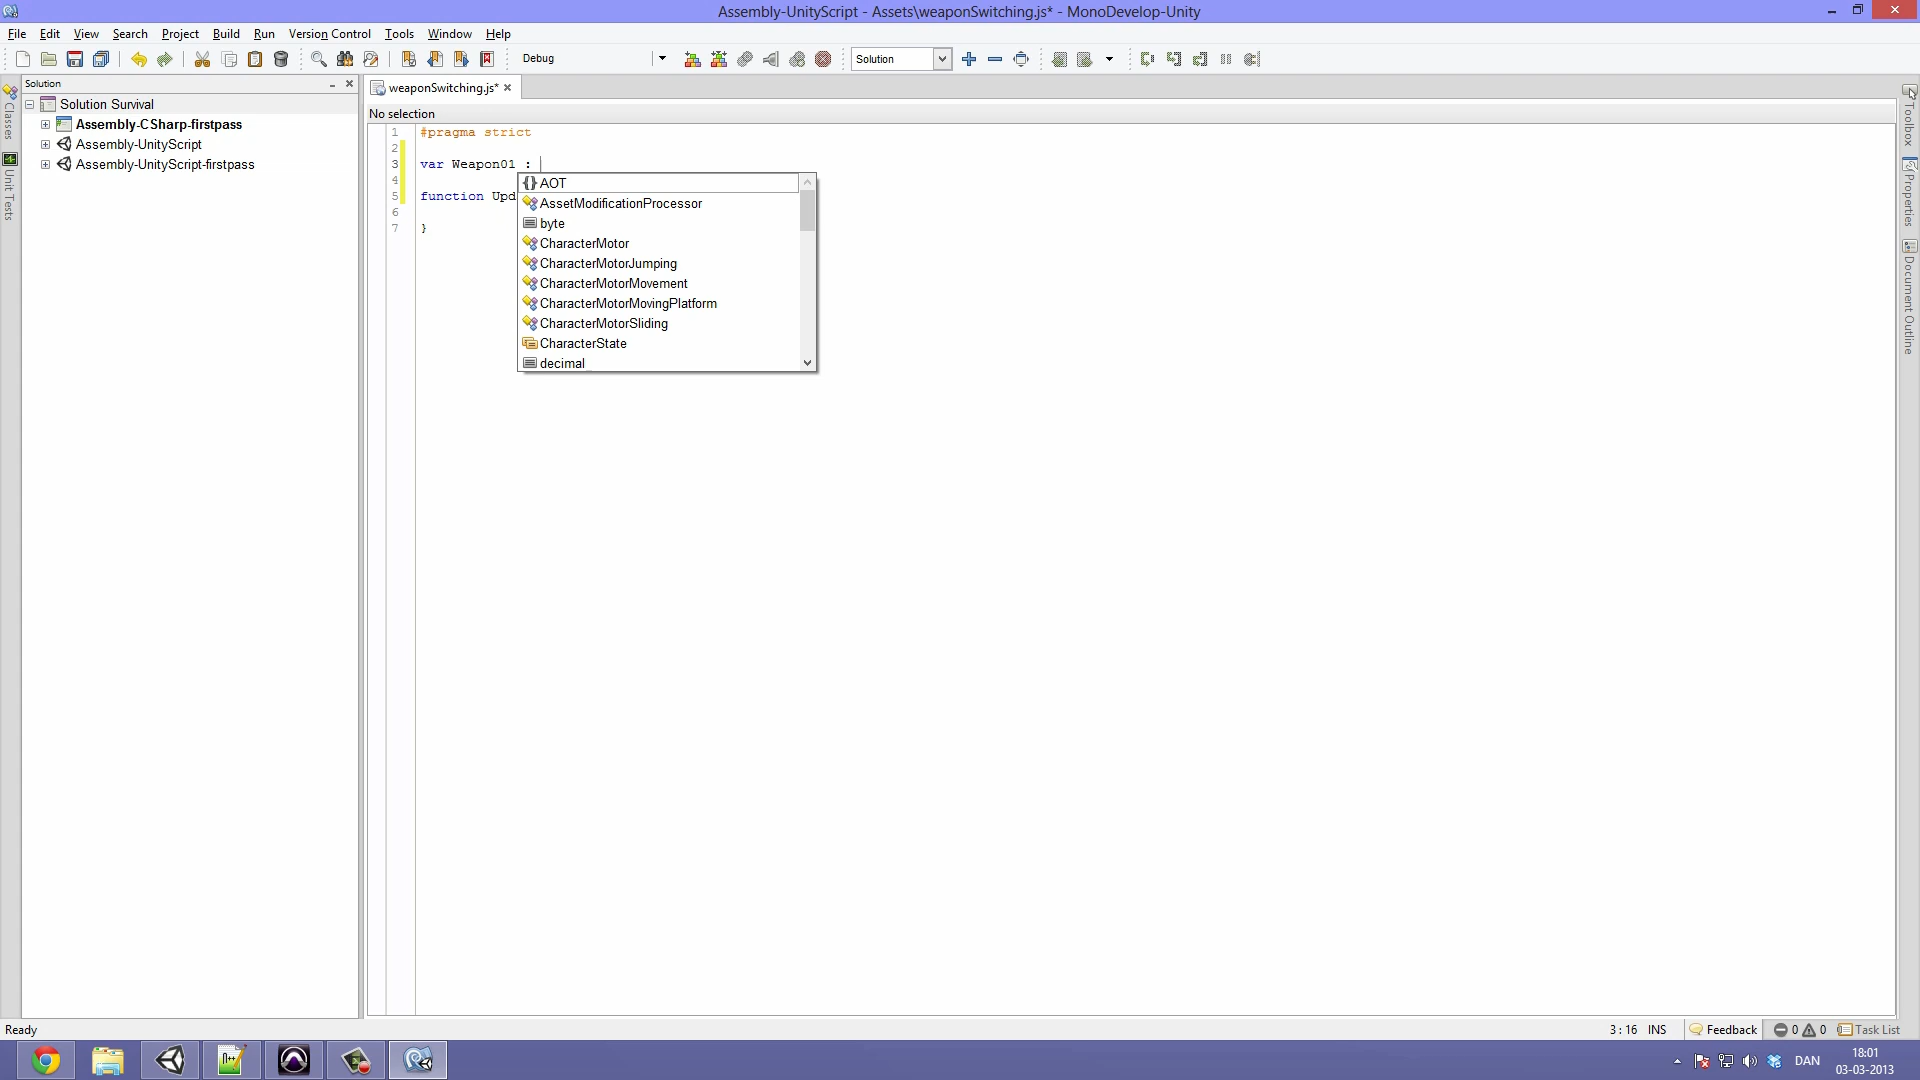 Assembly-UnityScript - Assets\weaponSwitching.js* - MonoDevelop-Unity
File Edit View Search Project Build Run Version Control Tools Window Help
Debug
Solution
Solution
weaponSwitching.js*
Solution Survival
Assembly-CSharp-firstpass
Assembly-UnityScript
Assembly-UnityScript-firstpass
Classes
Unit Tests
No selection
1 #pragma strict
2
3 var Weapon01 :
4
5 function Upd
6
7 }
AOT
AssetModificationProcessor
byte
CharacterMotor
CharacterMotorJumping
CharacterMotorMovement
CharacterMotorMovingPlatform
CharacterMotorSliding
CharacterState
decimal
Toolbox
Properties
Document Outline
Ready
3 : 16 INS
Feedback
0 0 Task List
n++
DAN
18:01
03-03-2013